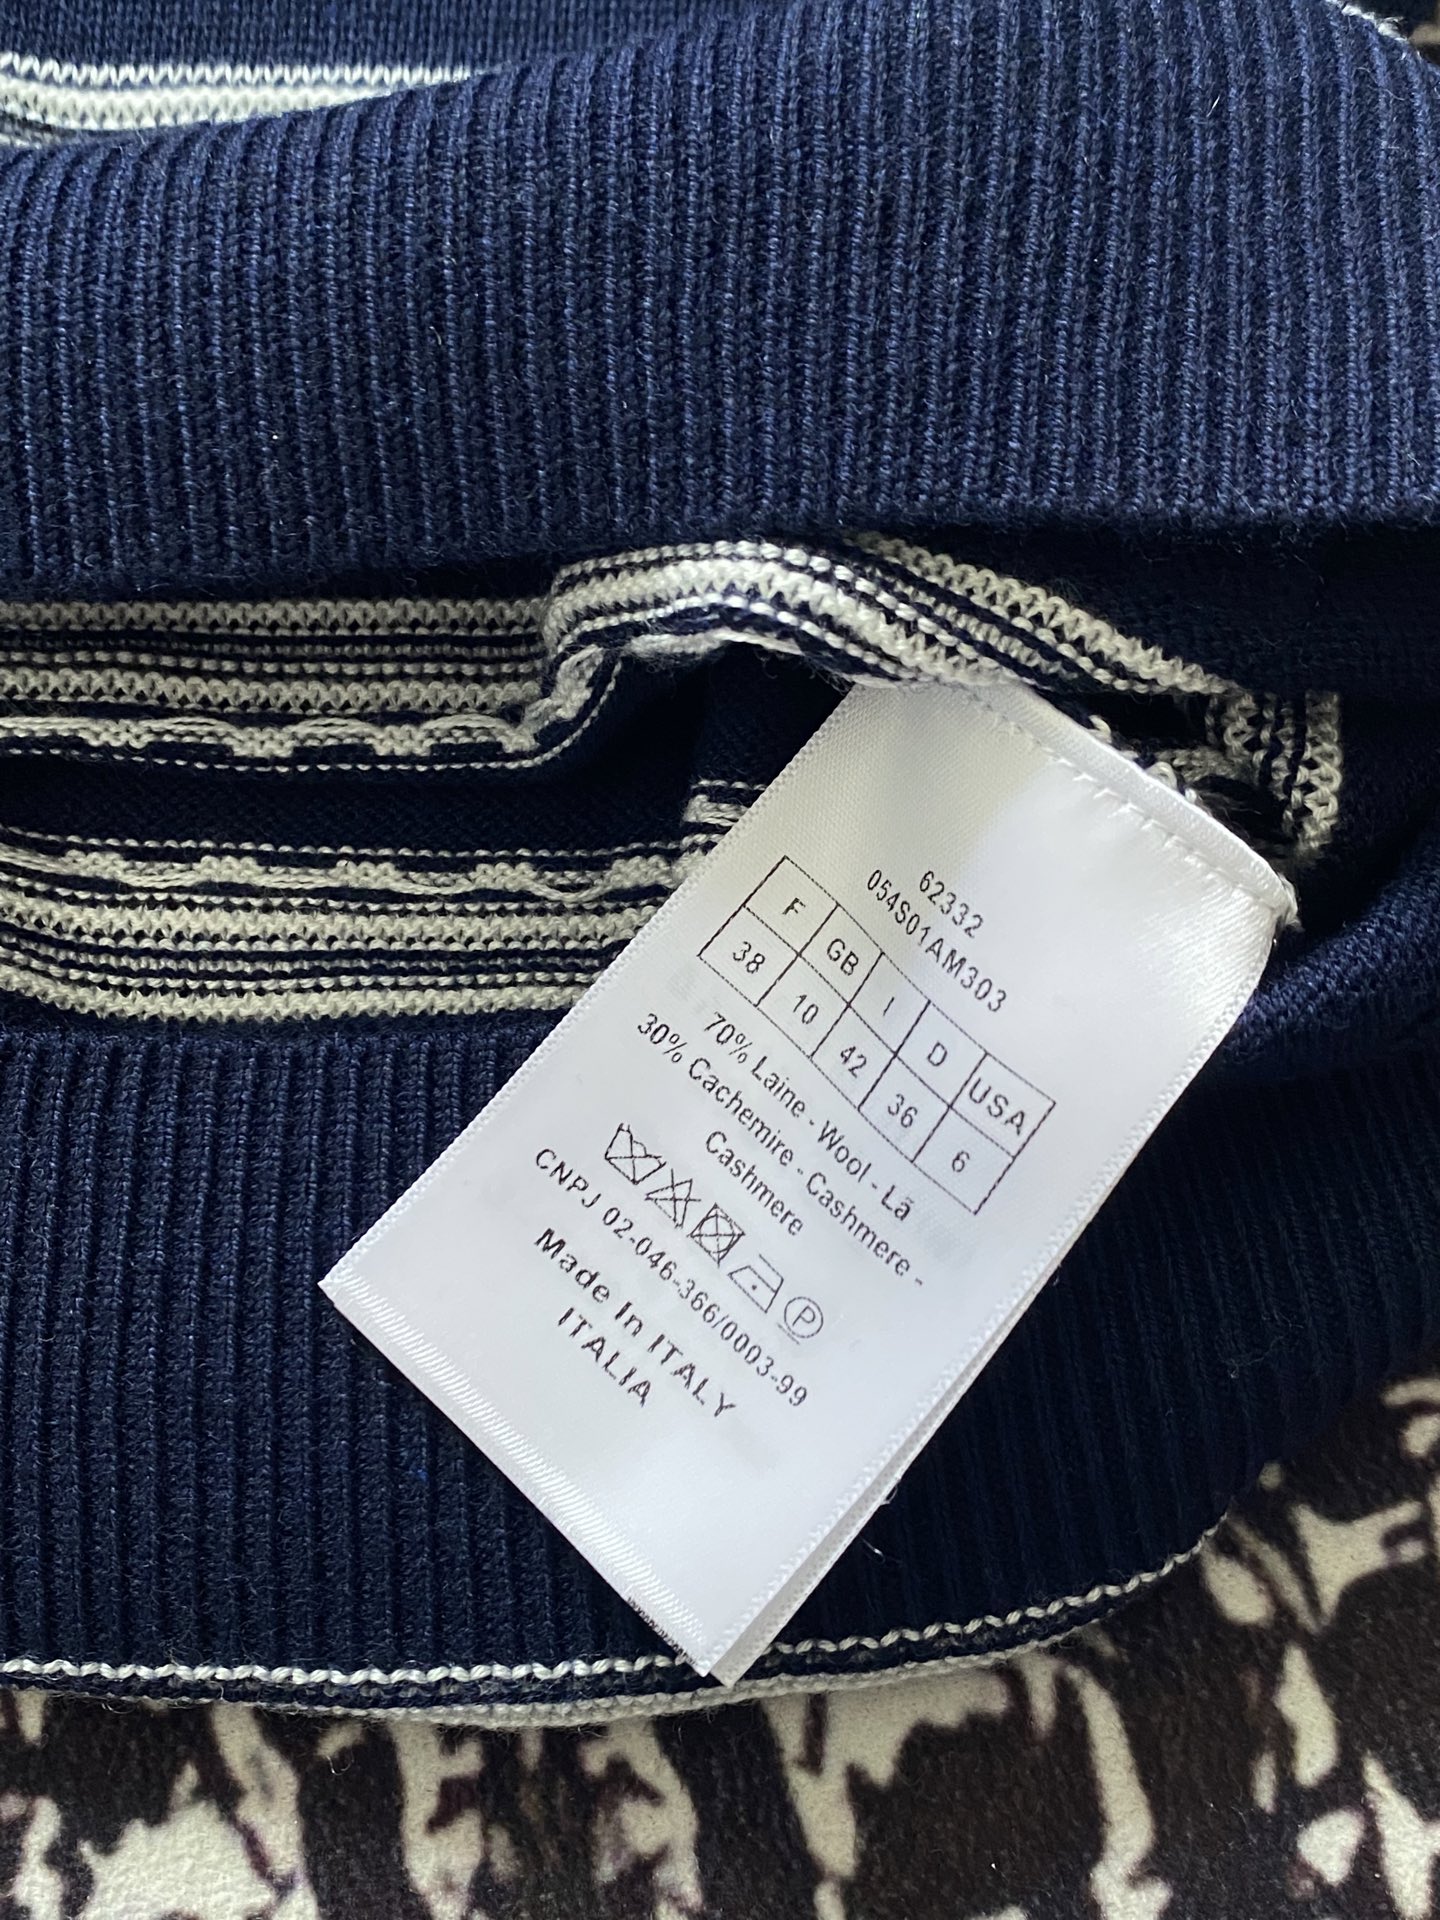 62332
054S01AM303
F GB I D USA
38 10 42 36 6
70% Laine - Wool - Lã
30% Cachemire - Cashmere -
Cashmere
P
CNPJ 02-046-366/0003-99
Made In ITALY
ITALIA